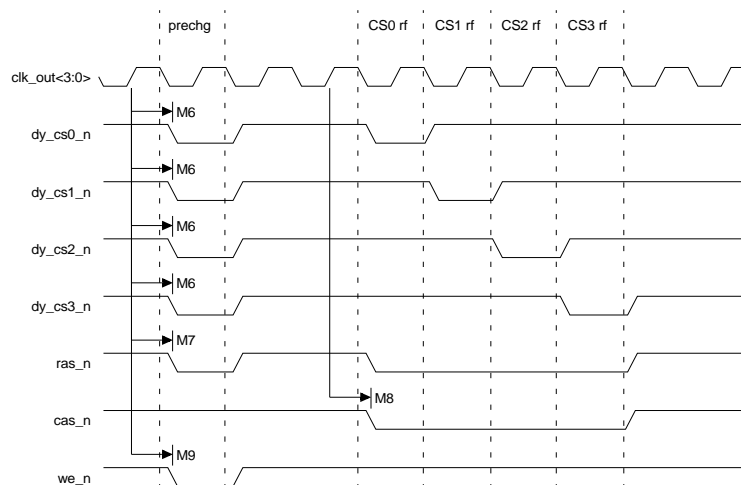 prechg CS0 rf CS1 rf CS2 rf CS3 rf
clk_out<3:0>
M6
dy_cs0_n
M6
dy_cs1_n
M6
dy_cs2_n
M6
dy_cs3_n
M7
ras_n
M8
cas_n
M9
we_n